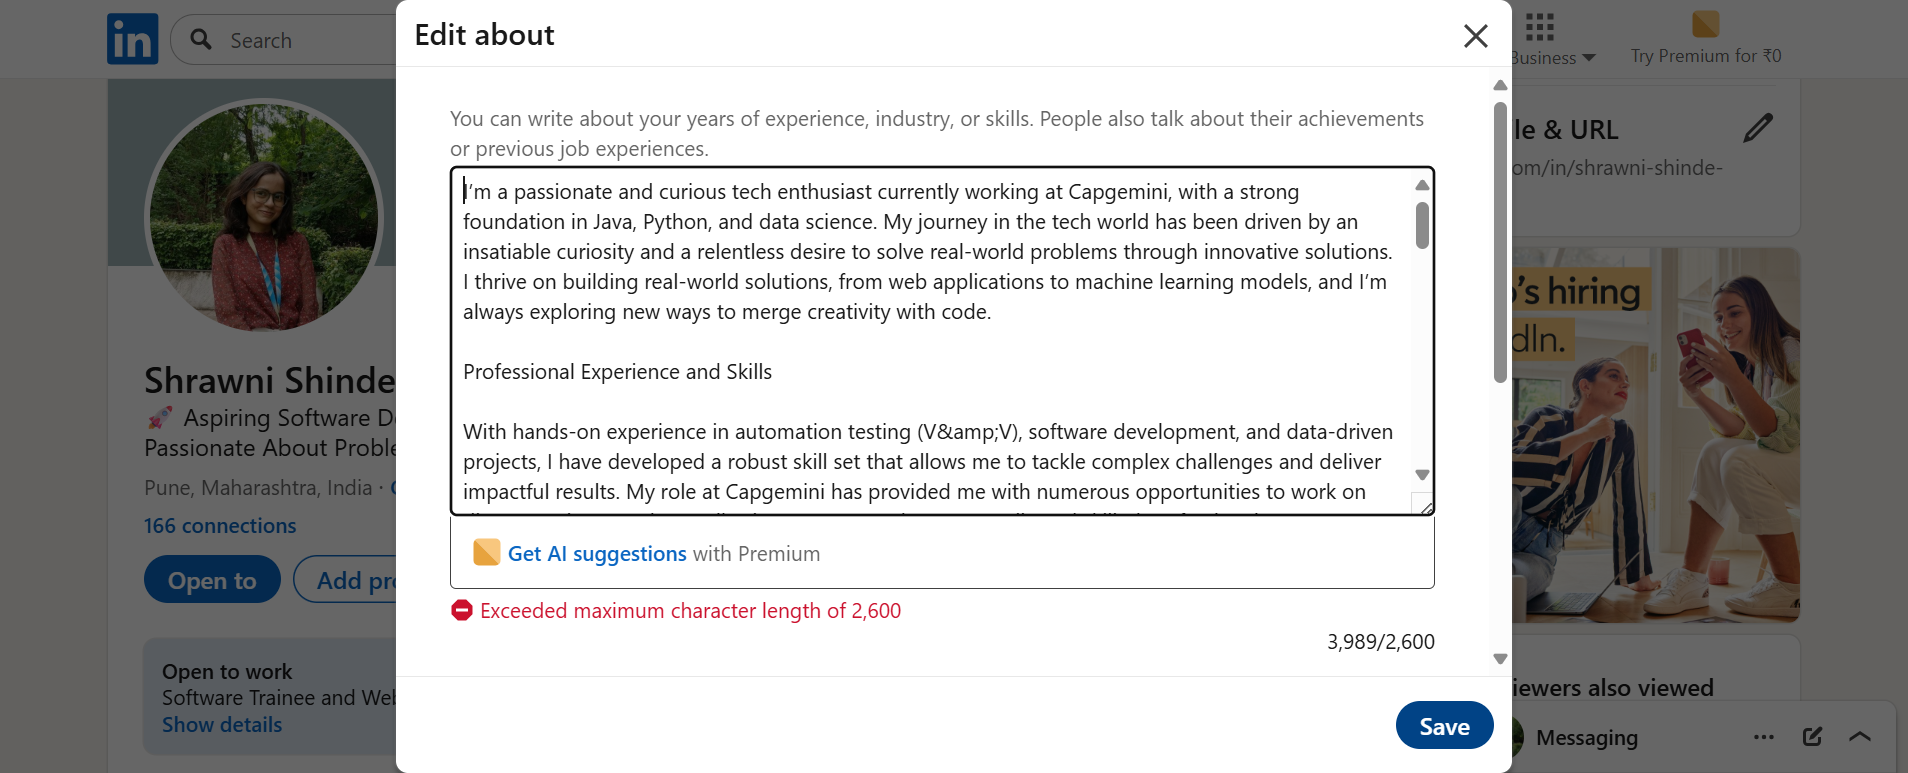 in
Search
Business
Try Premium for ₹0
Edit about
You can write about your years of experience, industry, or skills. People also talk about their achievements
or previous job experiences.
I’m a passionate and curious tech enthusiast currently working at Capgemini, with a strong
foundation in Java, Python, and data science. My journey in the tech world has been driven by an
insatiable curiosity and a relentless desire to solve real-world problems through innovative solutions.
I thrive on building real-world solutions, from web applications to machine learning models, and I’m
always exploring new ways to merge creativity with code.
Professional Experience and Skills
With hands-on experience in automation testing (V&amp;V), software development, and data-driven
projects, I have developed a robust skill set that allows me to tackle complex challenges and deliver
impactful results. My role at Capgemini has provided me with numerous opportunities to work on
Get AI suggestions with Premium
Exceeded maximum character length of 2,600
3,989/2,600
Save
Shrawni Shinde
🚀 Aspiring Software
Passionate About
Pune, Maharashtra, India ·
166 connections
Open to
Add
Open to work
Software Trainee and
Show details
& URL
om/in/shrawni-shinde-
's hiring
dIn.
also viewed
Messaging